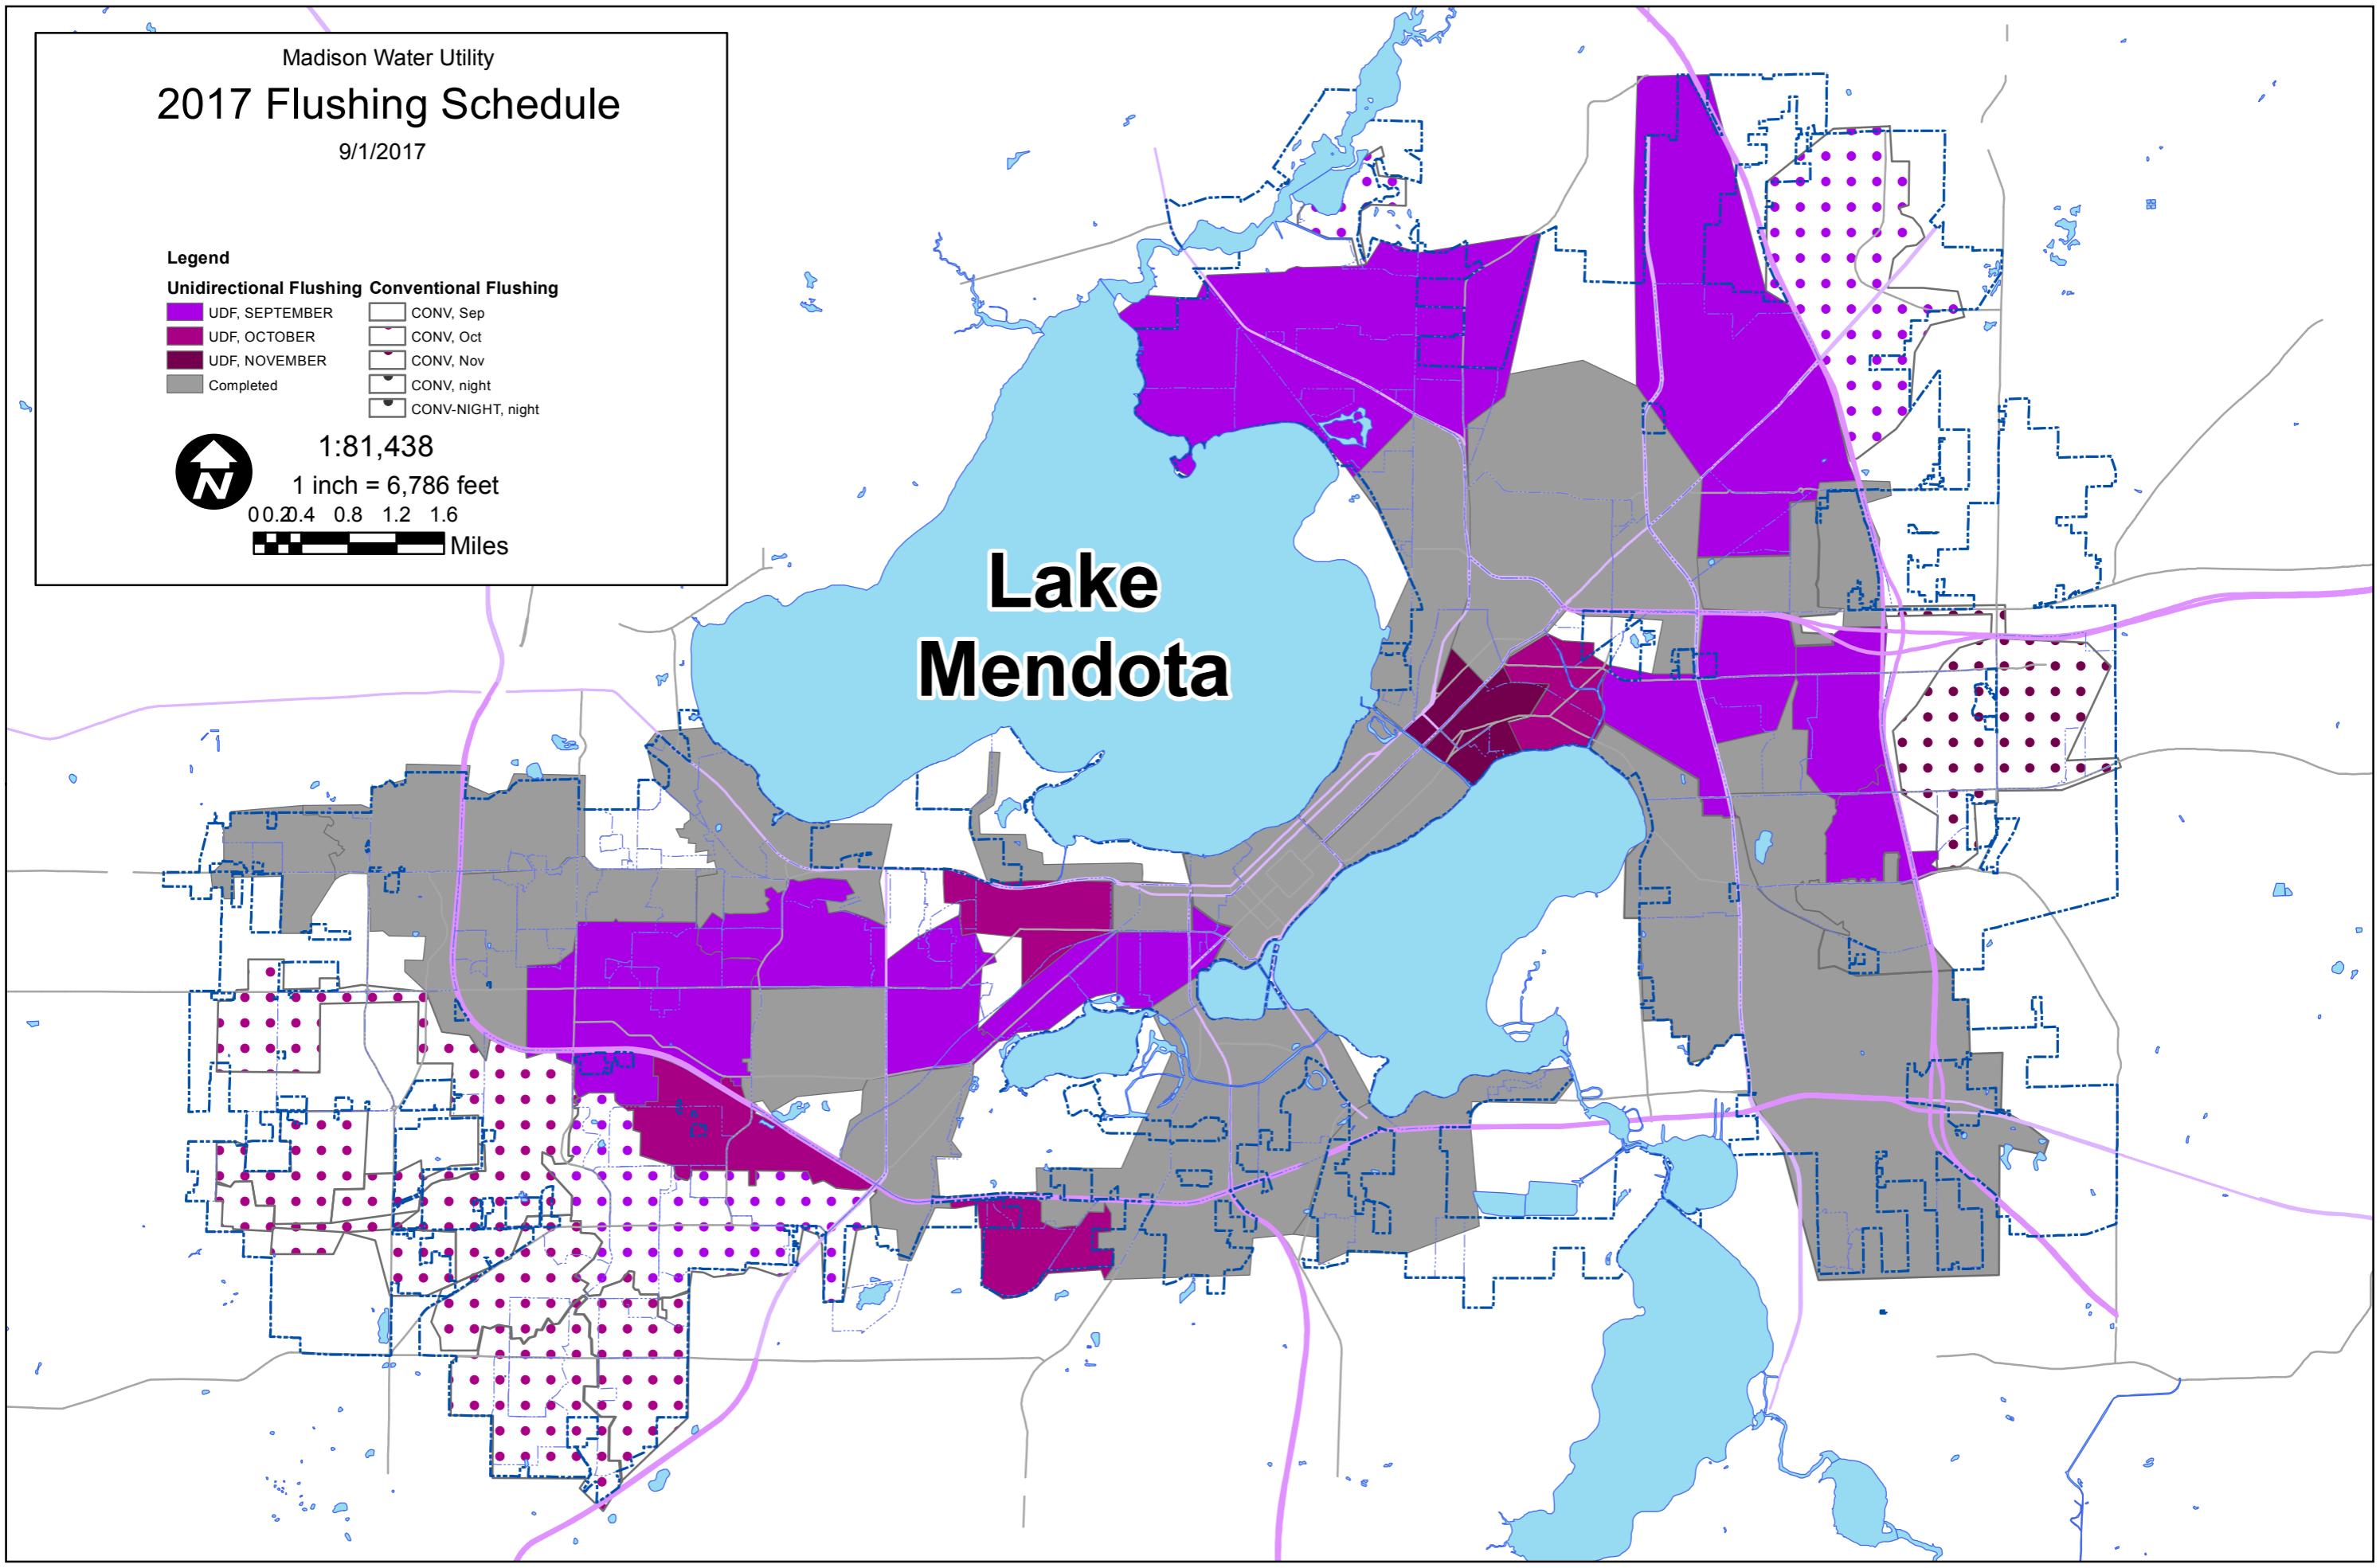 Madison Water Utility
2017 Flushing Schedule
9/1/2017
Legend
Unidirectional Flushing
UDF, SEPTEMBER
UDF, OCTOBER
UDF, NOVEMBER
Completed
Conventional Flushing
CONV, Sep
CONV, Oct
CONV, Nov
CONV, night
CONV-NIGHT, night
N
1:81,438
1 inch = 6,786 feet
0 0.2 0.4 0.8 1.2 1.6
Miles
Lake
Mendota